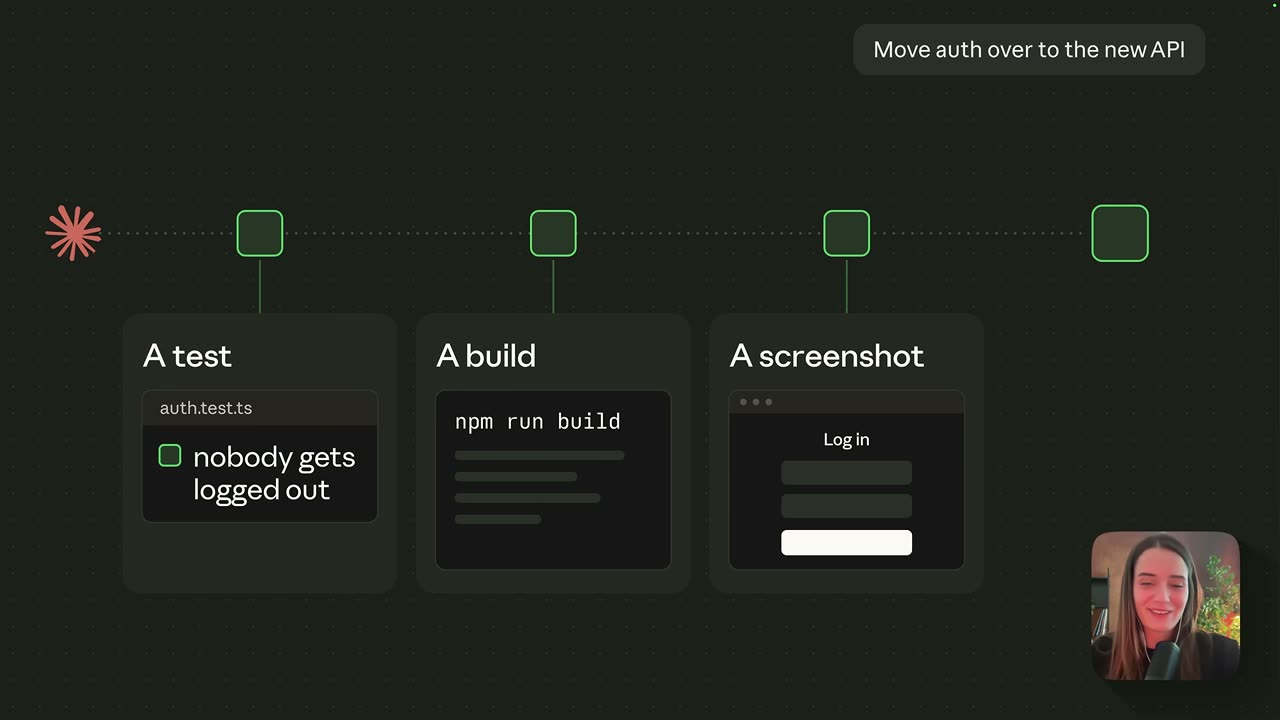 Move auth over to the new API
A test
auth.test.ts
nobody gets
logged out
A build
npm run build
A screenshot
Log in